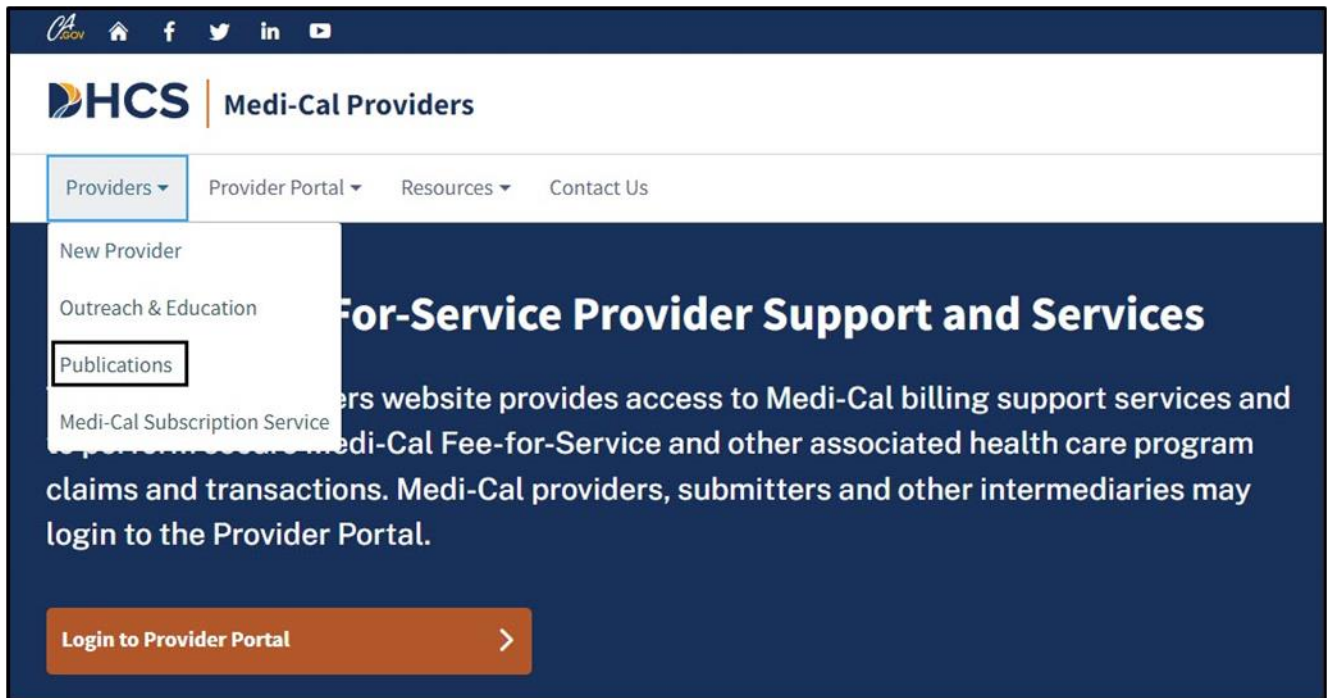 CA.GOV
DHCS Medi-Cal Providers
Providers Provider Portal Resources Contact Us
New Provider
Outreach & Education
Publications
Medi-Cal Subscription Service
For-Service Provider Support and Services
ers website provides access to Medi-Cal billing support services and
Medi-Cal Fee-for-Service and other associated health care program
claims and transactions. Medi-Cal providers, submitters and other intermediaries may
login to the Provider Portal.
Login to Provider Portal